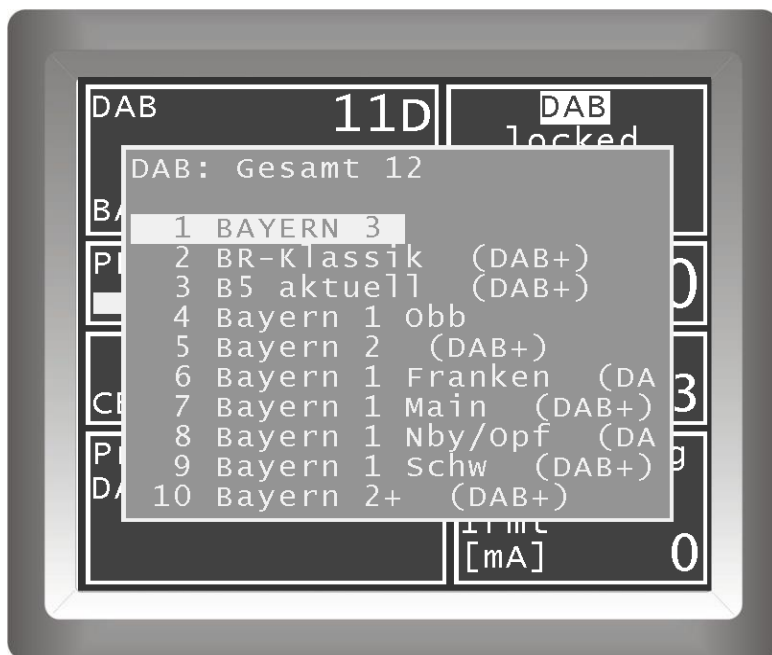 DAB 11D
DAB
locked
DAB: Gesamt 12
1 BAYERN 3
2 BR-Klassik (DAB+)
3 B5 aktuell (DAB+)
4 Bayern 1 Obb
5 Bayern 2 (DAB+)
6 Bayern 1 Franken (DA
7 Bayern 1 Main (DAB+)
8 Bayern 1 Nby/Opf (DA
9 Bayern 1 Schw (DAB+)
10 Bayern 2+ (DAB+)
[mA] 0